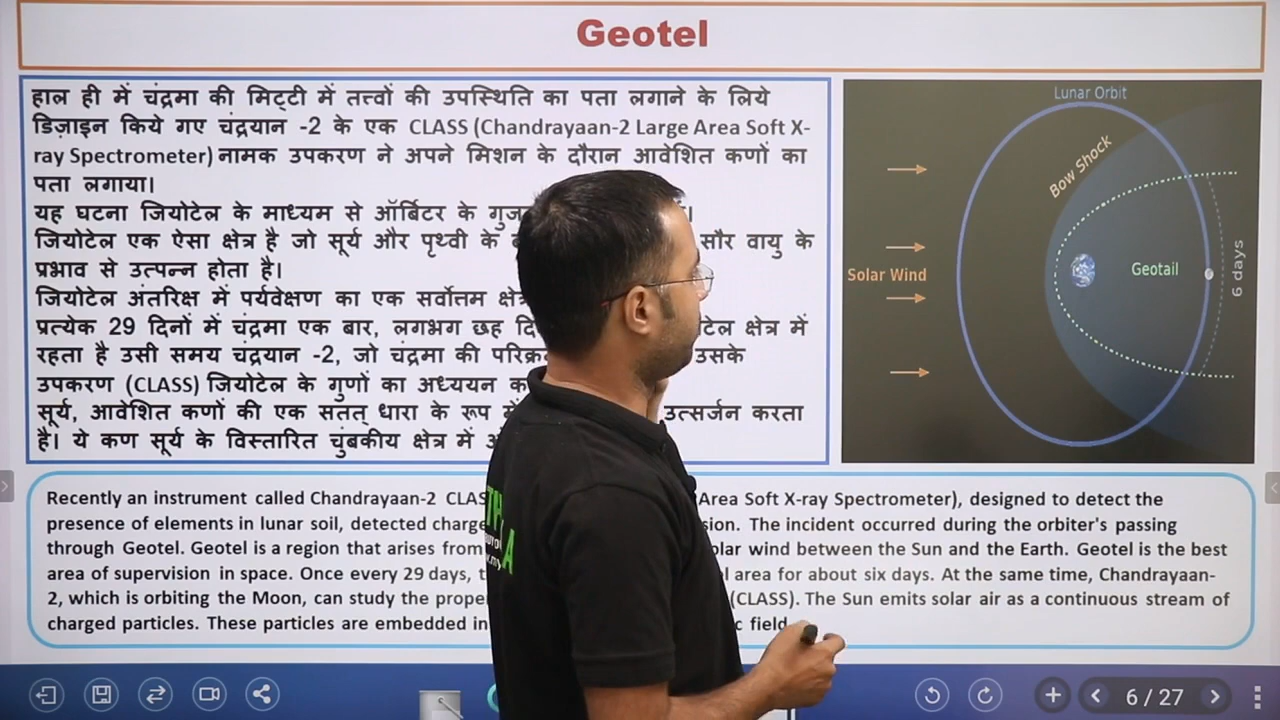 Geotel
हाल ही में चंद्रमा की मिट्टी में तत्त्वों की उपस्थिति का पता लगाने के लिये
डिज़ाइन किये गए चंद्रयान -2 के एक CLASS (Chandrayaan-2 Large Area Soft X-
ray Spectrometer) नामक उपकरण ने अपने मिशन के दौरान आवेशित कणों का
पता लगाया।
यह घटना जियोटेल के माध्यम से ऑर्बिटर के
जियोटेल एक ऐसा क्षेत्र है जो सूर्य और पृथ्वी के सौर वायु के
प्रभाव से उत्पन्न होता है।
जियोटेल अंतरिक्ष में पर्यवेक्षण का एक सर्वोत्तम
प्रत्येक 29 दिनों में चंद्रमा एक बार, लगभग छह क्षेत्र में
रहता है उसी समय चंद्रयान -2, जो चंद्रमा की उसके
उपकरण (CLASS) जियोटेल के गुणों का अध्ययन
सूर्य, आवेशित कणों की एक सतत् धारा के रूप उत्सर्जन करता
है। ये कण सूर्य के विस्तारित चुंबकीय क्षेत्र में
Lunar Orbit
Bow Shock
Solar Wind
Geotail
6 days
Recently an instrument called Chandrayaan-2 Area Soft X-ray Spectrometer), designed to detect the
presence of elements in lunar soil, detected The incident occurred during the orbiter's passing
through Geotel. Geotel is a region that arises from wind between the Sun and the Earth. Geotel is the best
area of supervision in space. Once every 29 days, area for about six days. At the same time, Chandrayaan-
2, which is orbiting the Moon, can study the (CLASS). The Sun emits solar air as a continuous stream of
charged particles. These particles are embedded in field
6 / 27